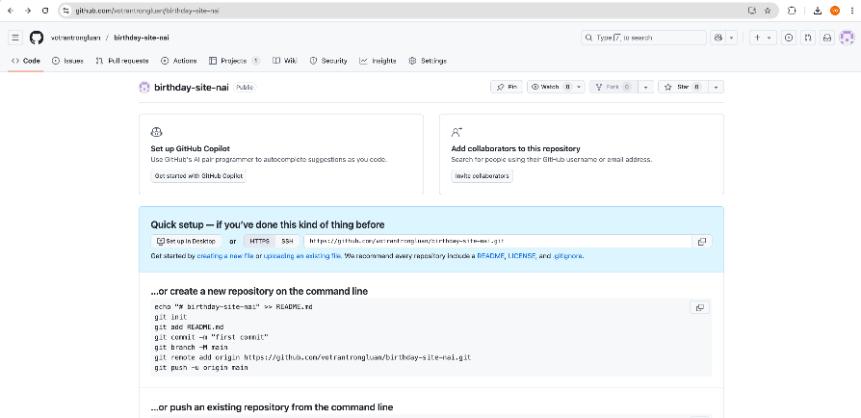 github.com/votrantrongluan/birthday-site-nai
votrantrongluan / birthday-site-nai
Type / to search
Code
Issues
Pull requests
Actions
Projects 1
Wiki
Security
Insights
Settings
birthday-site-nai Public
Pin
Watch 0
Fork 0
Star 0
Set up GitHub Copilot
Use GitHub's AI pair programmer to autocomplete suggestions as you code.
Get started with GitHub Copilot
Add collaborators to this repository
Search for people using their GitHub username or email address.
Invite collaborators
Quick setup — if you've done this kind of thing before
Set up in Desktop or HTTPS SSH https://github.com/votrantrongluan/birthday-site-nai.git
Get started by creating a new file or uploading an existing file. We recommend every repository include a README, LICENSE, and .gitignore.
...or create a new repository on the command line
echo "# birthday-site-nai" >> README.md
git init
git add README.md
git commit -m "first commit"
git branch -M main
git remote add origin https://github.com/votrantrongluan/birthday-site-nai.git
git push -u origin main
...or push an existing repository from the command line